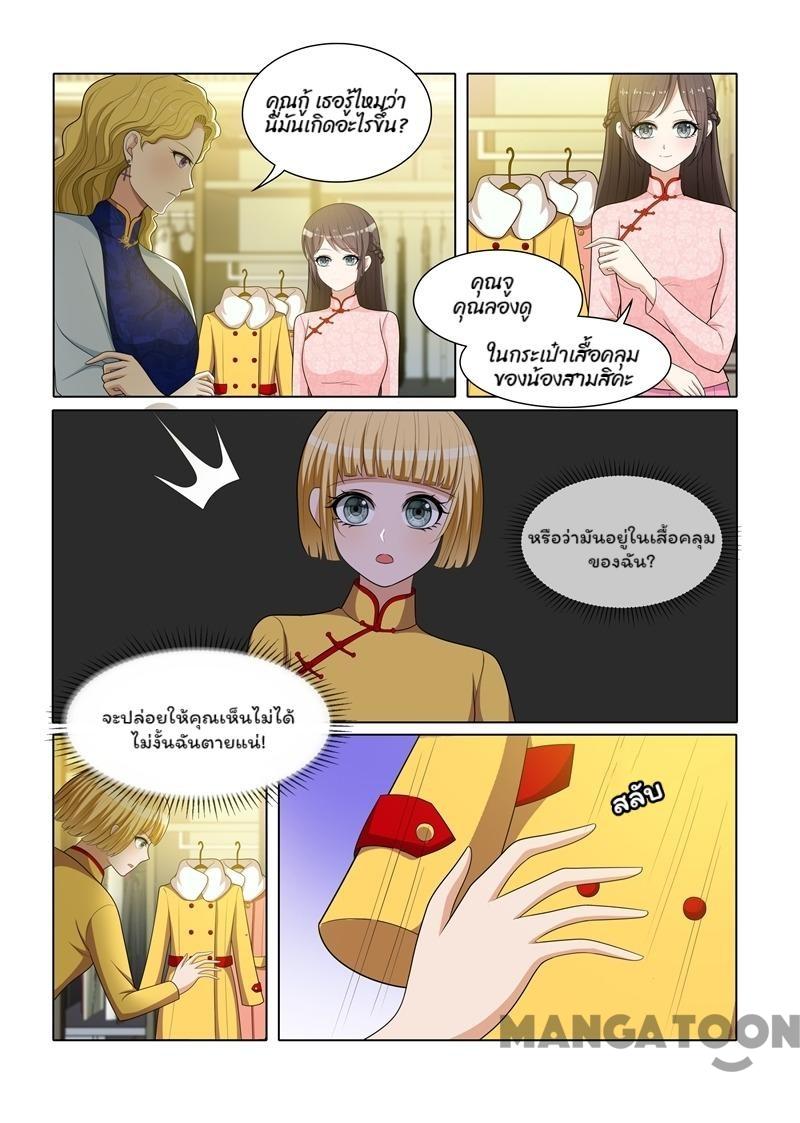 คุณกู้ เธอรู้ไหมว่า
นี่มันเกิดอะไรขึ้น?
คุณจู
คุณลองดู
ในกระเป๋าเสื้อคลุม
ของน้องสามสิคะ
หรือว่ามันอยู่ในเสื้อคลุม
ของฉัน?
จะปล่อยให้คุณเห็นไม่ได้
ไม่งั้นฉันตายแน่!
สลับ
MANGATOON